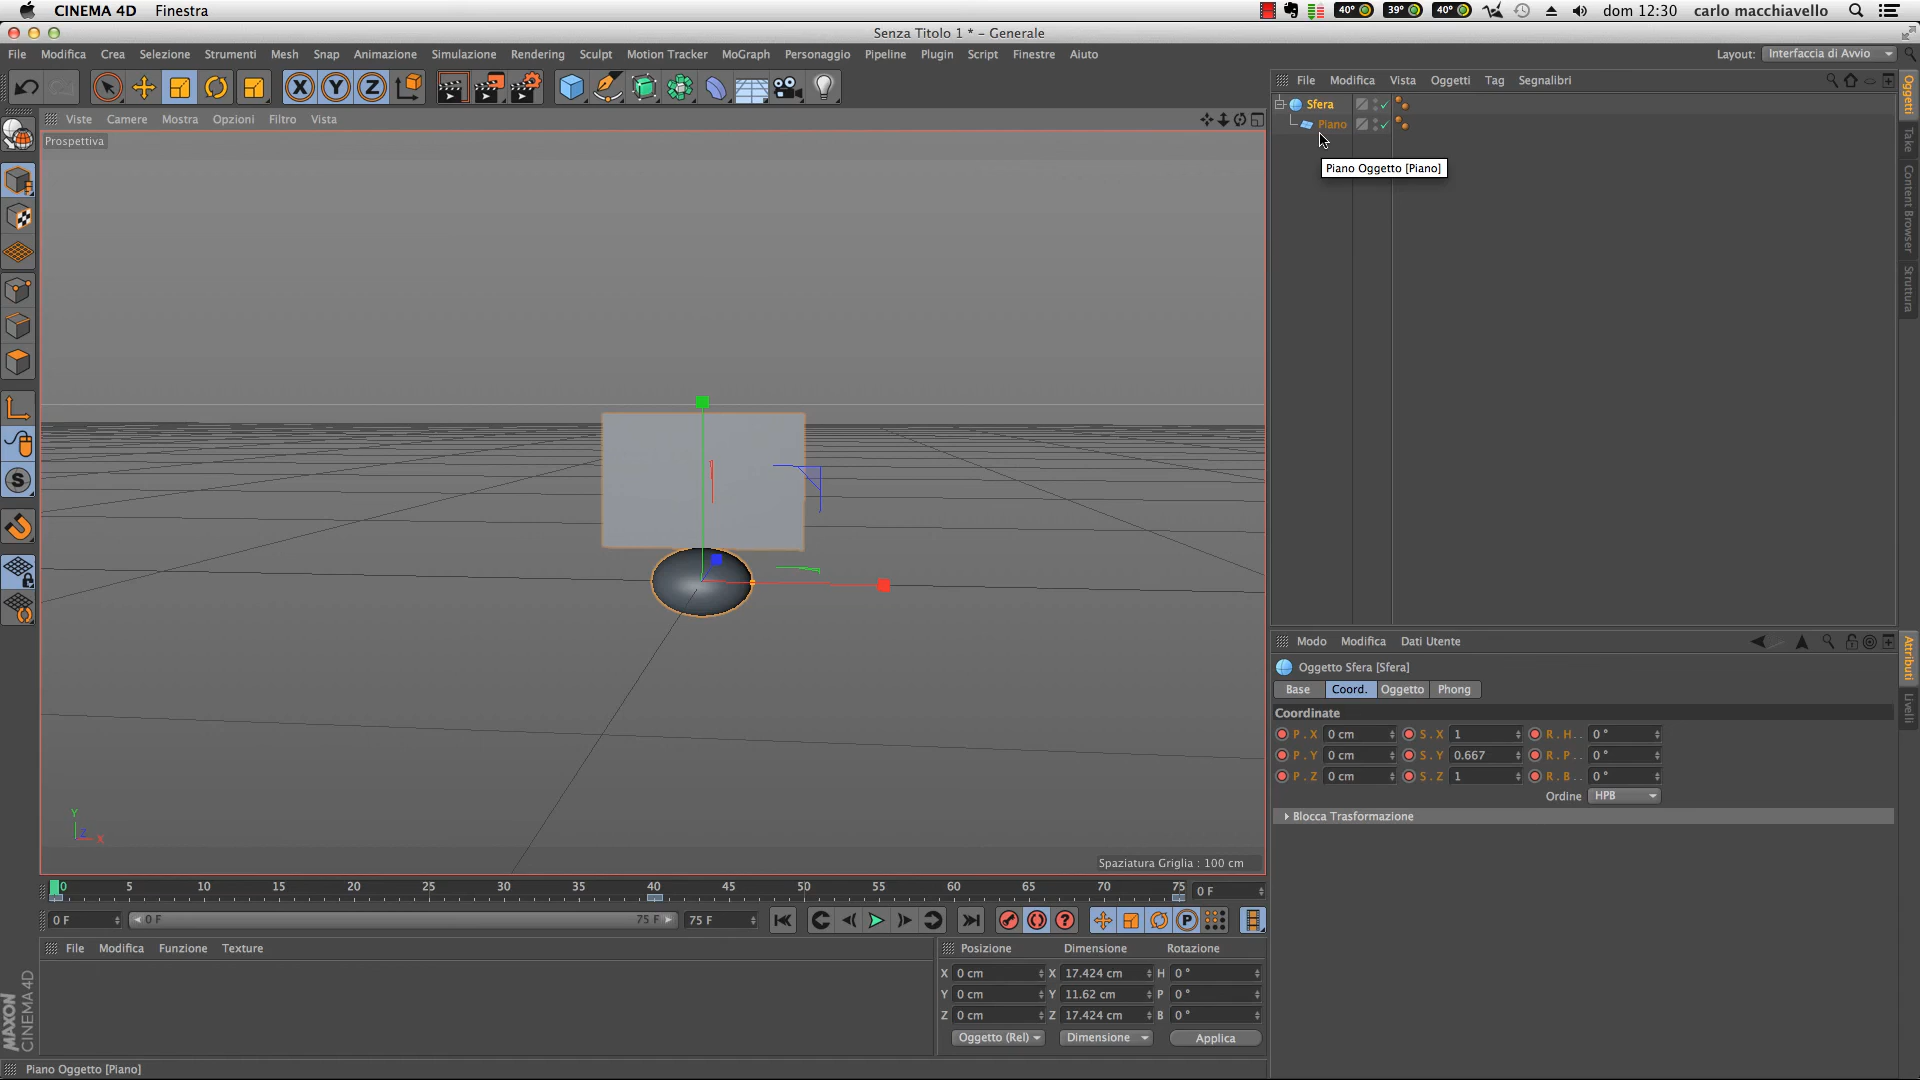 CINEMA 4D Finestra
40° 39° 40° dom 12:30 carlo macchiavello
Senza Titolo 1 * - Generale
File Modifica Crea Selezione Strumenti Mesh Snap Animazione Simulazione Rendering Sculpt Motion Tracker MoGraph Personaggio Pipeline Plugin Script Finestre Aiuto Layout: Interfaccia di Avvio
X Y Z
File Modifica Vista Oggetti Tag Segnalibri
Sfera
Piano
Piano Oggetto [Piano]
Oggetti
Take
Content Browser
Struttura
Viste Camere Mostra Opzioni Filtro Vista
Prospettiva
S
Y
Z
X
Spaziatura Griglia : 100 cm
Modo Modifica Dati Utente
Attributi
Livelli
Oggetto Sfera [Sfera]
Base Coord. Oggetto Phong
Coordinate
P . X 0 cm S . X 1 R . H . . 0 °
P . Y 0 cm S . Y 0.667 R . P . . 0 °
P . Z 0 cm S . Z 1 R . B . . 0 °
Ordine HPB
Blocca Trasformazione
0 5 10 15 20 25 30 35 40 45 50 55 60 65 70 75 0 F
0 F 0 F 75 F 75 F
? P
File Modifica Funzione Texture
Posizione Dimensione Rotazione
X 0 cm X 17.424 cm H 0 °
Y 0 cm Y 11.62 cm P 0 °
Z 0 cm Z 17.424 cm B 0 °
Oggetto (Rel) Dimensione Applica
MAXON
CINEMA 4D
Piano Oggetto [Piano]